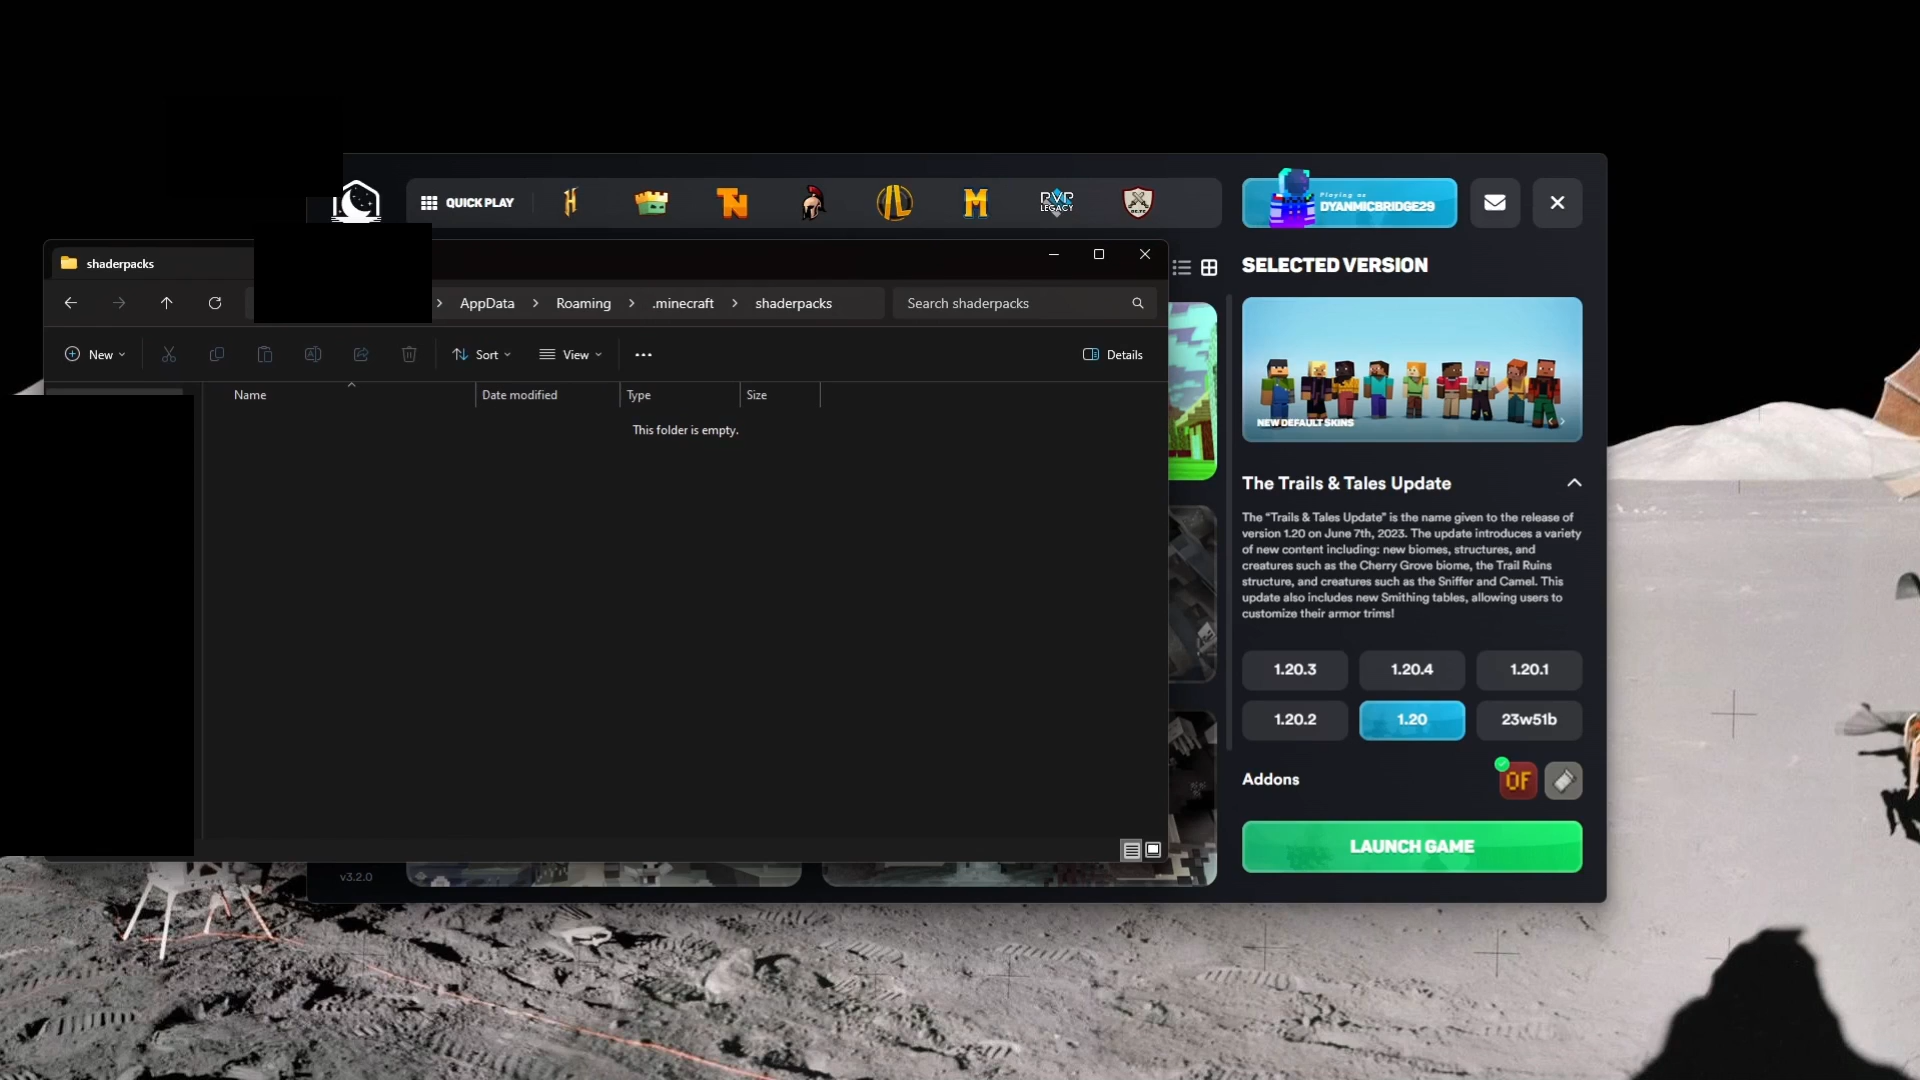 QUICK PLAY
PVP
LEGACY
Playing as
DYANMICBRIDGE29
shaderpacks
AppData
Roaming
.minecraft
shaderpacks
Search shaderpacks
New
Sort
View
Details
Name
Date modified
Type
Size
This folder is empty.
SELECTED VERSION
NEW DEFAULT SKINS
The Trails & Tales Update
The “Trails & Tales Update” is the name given to the release of
version 1.20 on June 7th, 2023. The update introduces a variety
of new content including: new biomes, structures, and
creatures such as the Cherry Grove biome, the Trail Ruins
structure, and creatures such as the Sniffer and Camel. This
update also includes new Smithing tables, allowing users to
customize their armor trims!
1.20.3
1.20.4
1.20.1
1.20.2
1.20
23w51b
Addons
OF
LAUNCH GAME
v3.2.0